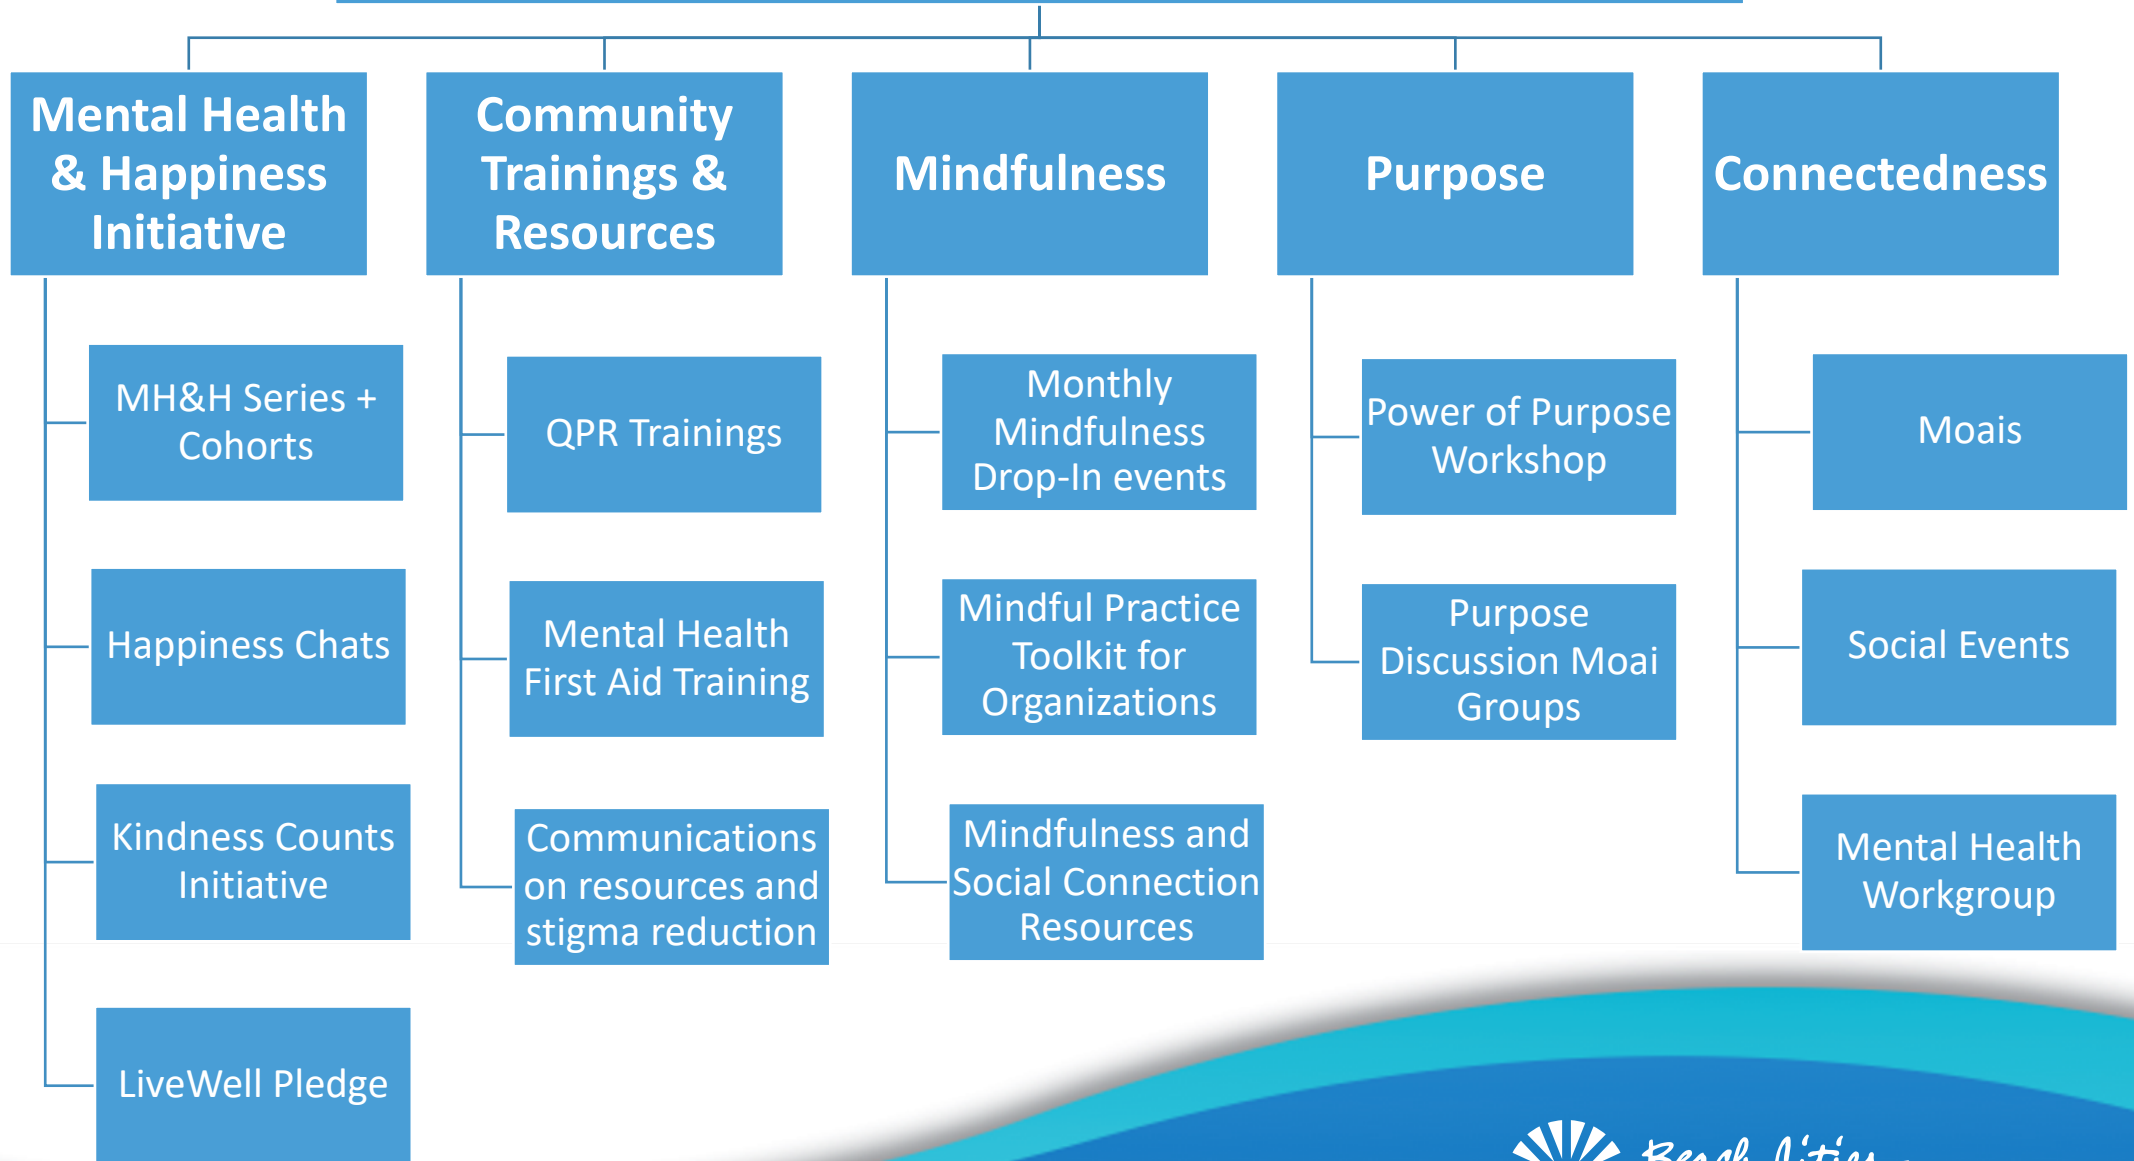 Mental Health
& Happiness
Initiative
Community
Trainings &
Resources
Mindfulness
Purpose
Connectedness
MH&H Series +
Cohorts
Happiness Chats
Kindness Counts
Initiative
LiveWell Pledge
QPR Trainings
Mental Health
First Aid Training
Communications
on resources and
stigma reduction
Monthly
Mindfulness
Drop-In events
Mindful Practice
Toolkit for
Organizations
Mindfulness and
Social Connection
Resources
Power of Purpose
Workshop
Purpose
Discussion Moai
Groups
Moais
Social Events
Mental Health
Workgroup
Beach Cities